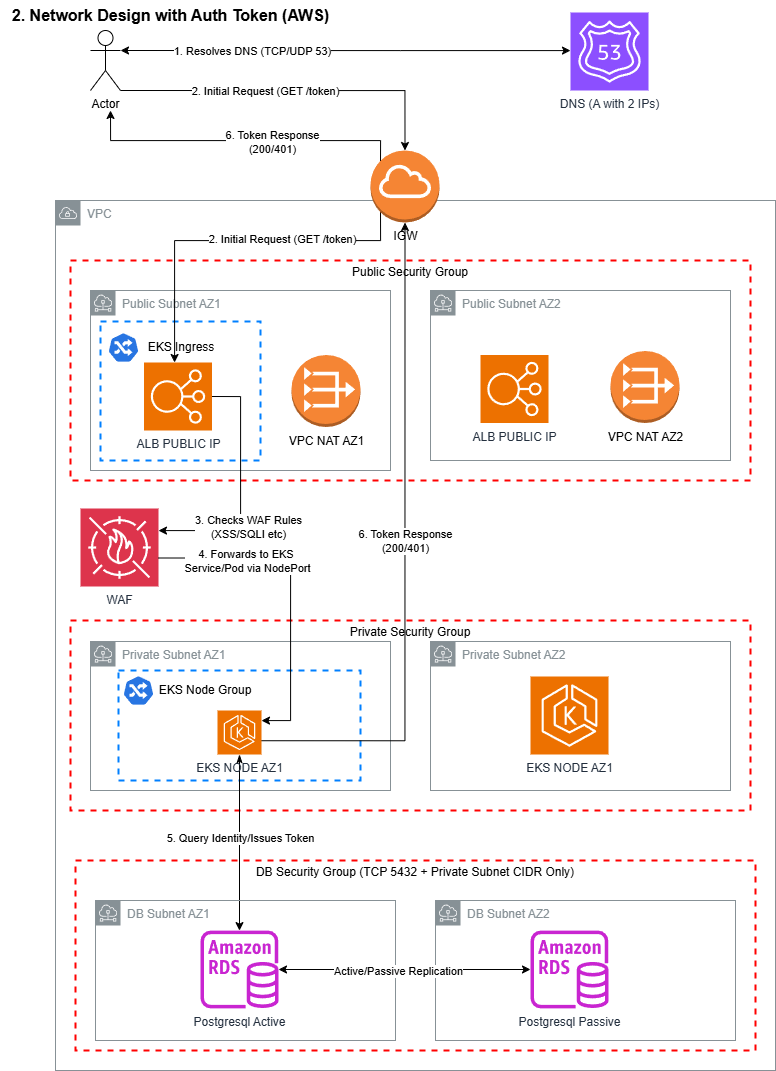 2. Network Design with Auth Token (AWS)
1. Resolves DNS (TCP/UDP 53)
53
Actor
DNS (A with 2 IPs)
2. Initial Request (GET /token)
6. Token Response
(200/401)
VPC
IGW
2. Initial Request (GET /token)
Public Security Group
Public Subnet AZ1
Public Subnet AZ2
EKS Ingress
ALB PUBLIC IP
VPC NAT AZ1
ALB PUBLIC IP
VPC NAT AZ2
3. Checks WAF Rules
(XSS/SQLI etc)
4. Forwards to EKS
Service/Pod via NodePort
WAF
6. Token Response
(200/401)
Private Security Group
Private Subnet AZ1
Private Subnet AZ2
EKS Node Group
K
K
EKS NODE AZ1
EKS NODE AZ1
5. Query Identity/Issues Token
DB Security Group (TCP 5432 + Private Subnet CIDR Only)
DB Subnet AZ1
DB Subnet AZ2
Amazon
RDS
Amazon
RDS
Active/Passive Replication
Postgresql Active
Postgresql Passive